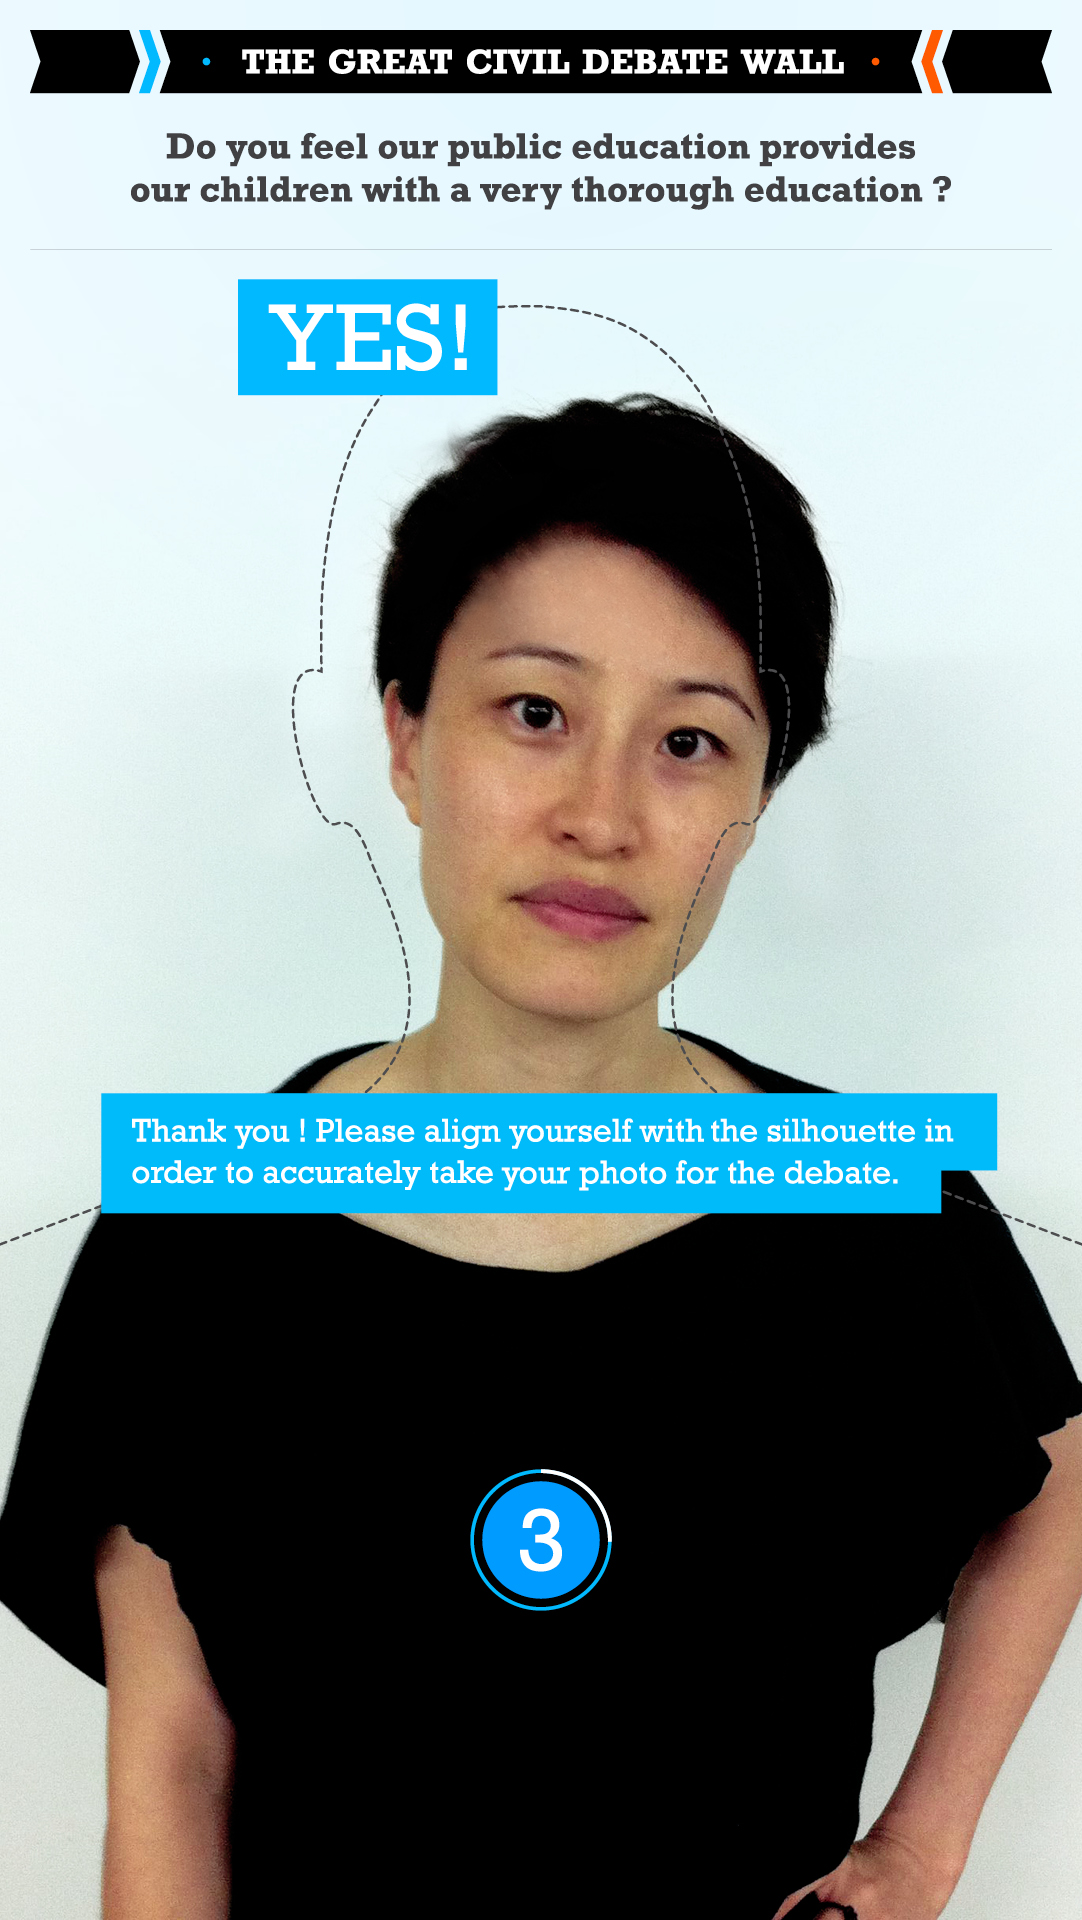 THE GREAT CIVIL DEBATE WALL
Do you feel our public education provides
our children with a very thorough education ?
YES!
Thank you ! Please align yourself with the silhouette in
order to accurately take your photo for the debate.
3